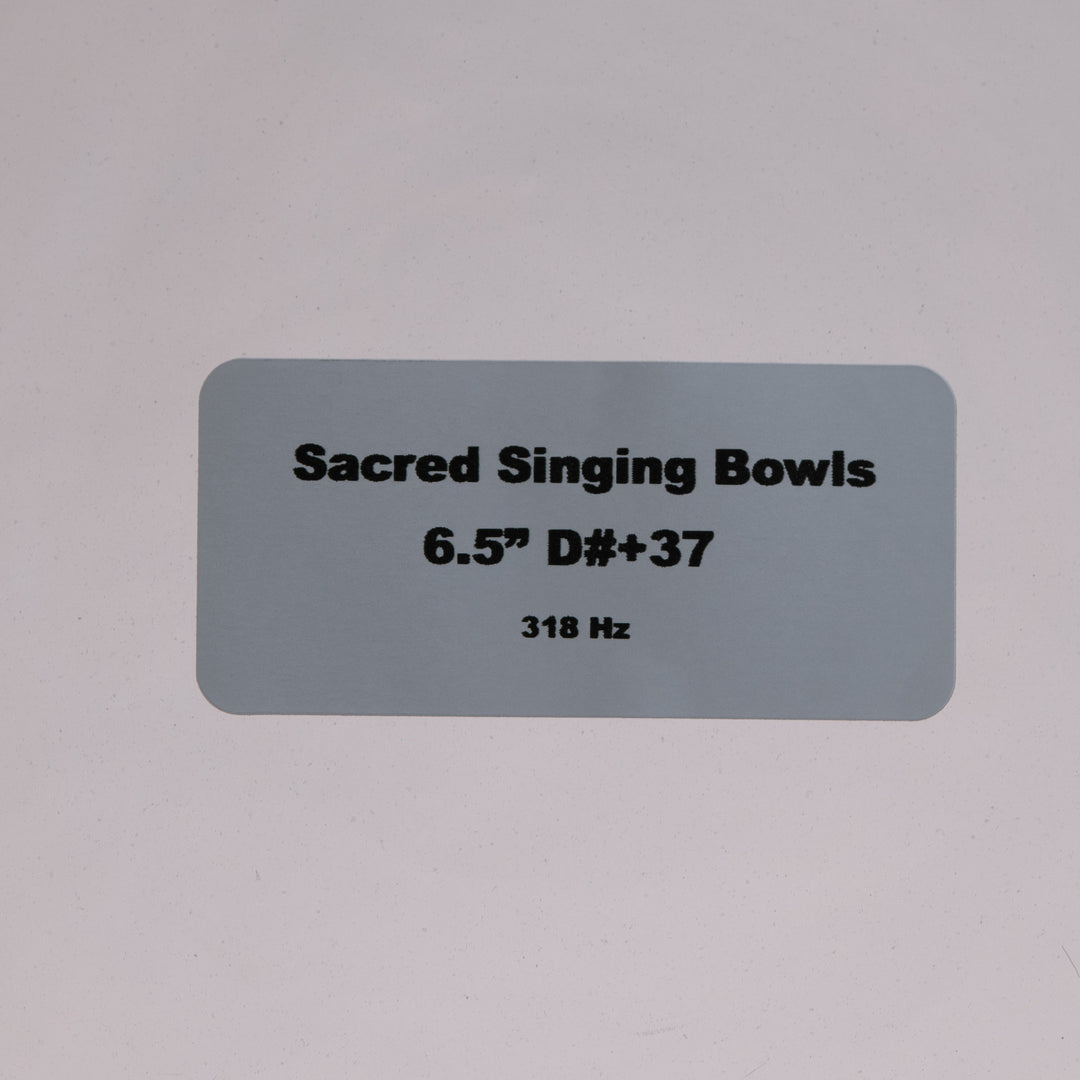 Sacred Singing Bowls
6.5” D#+37
318 Hz